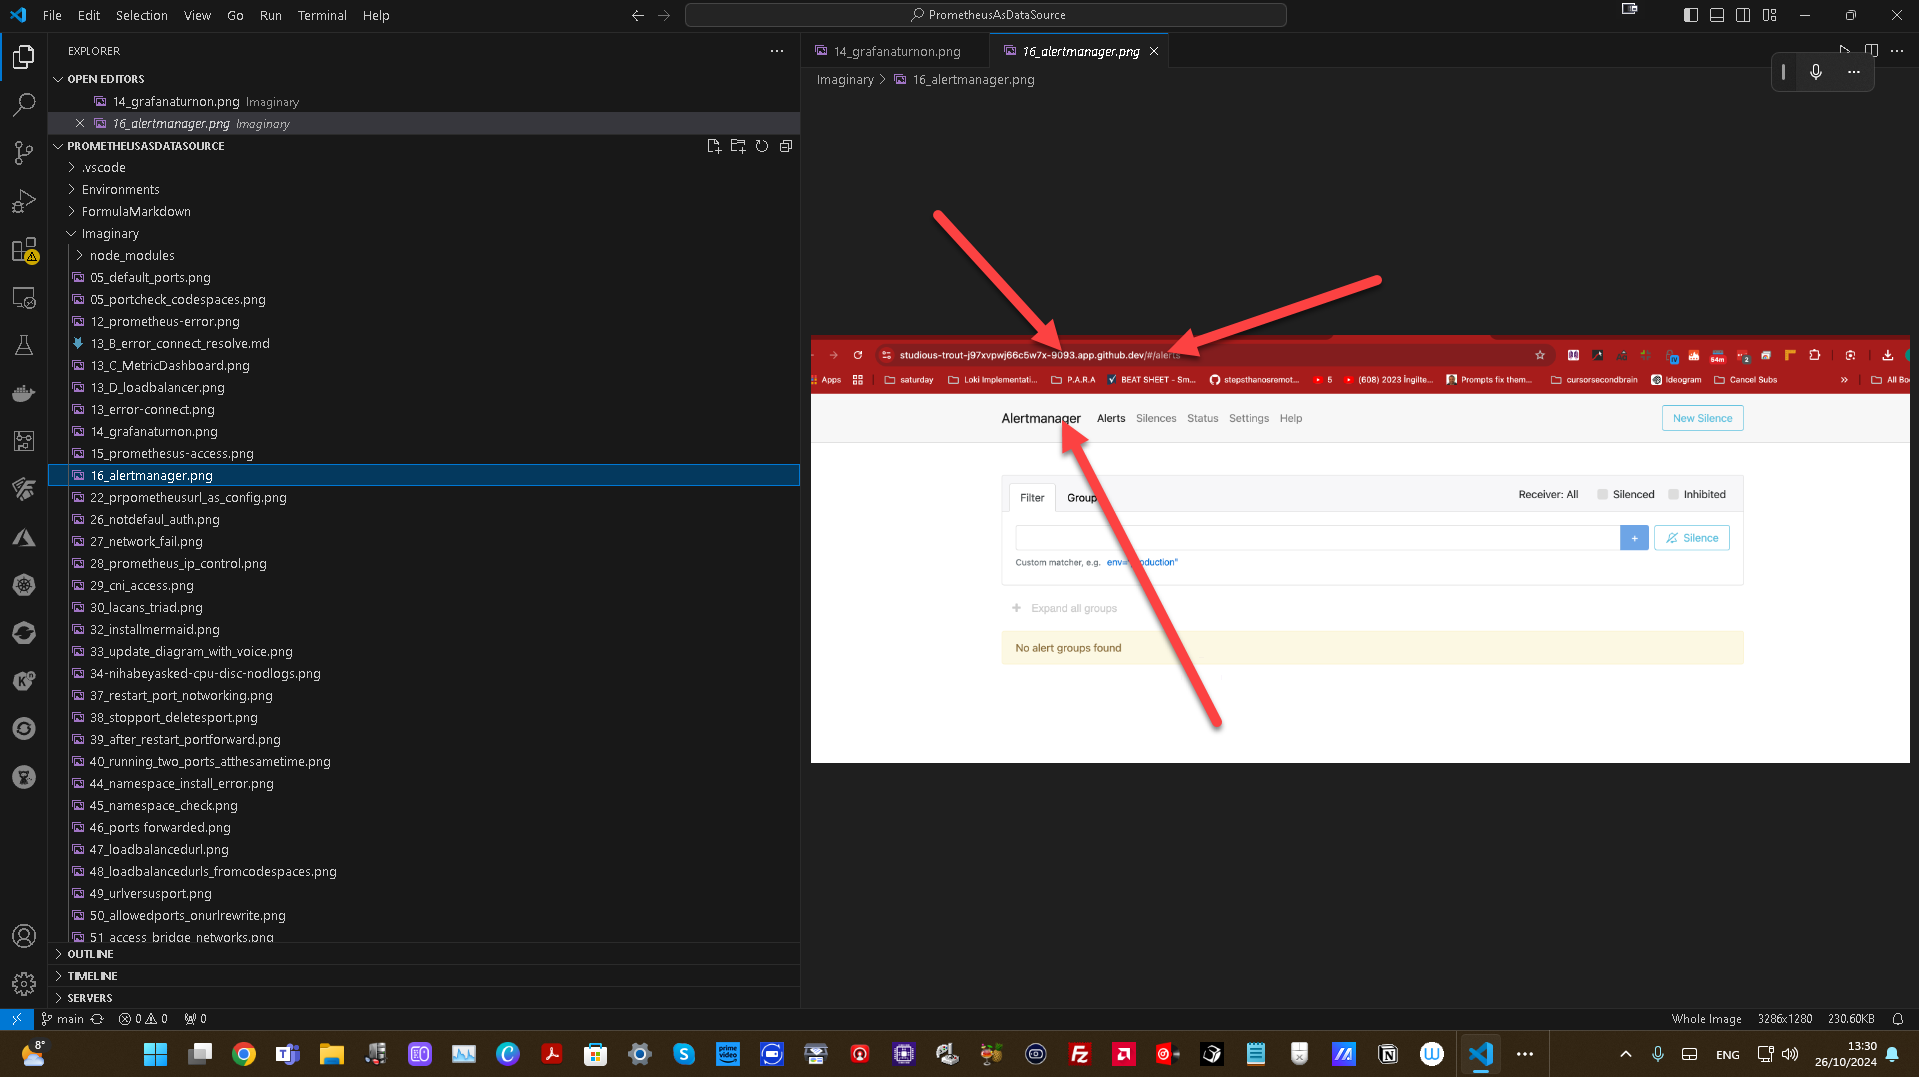 File Edit Selection View Go Run Terminal Help
PrometheusAsDataSource
EXPLORER
OPEN EDITORS
14_grafanaturnon.png Imaginary
16_alertmanager.png Imaginary
PROMETHEUSASDATASOURCE
.vscode
Environments
FormulaMarkdown
Imaginary
node_modules
05_default_ports.png
05_portcheck_codespaces.png
12_prometheus-error.png
13_B_error_connect_resolve.md
13_C_MetricDashboard.png
13_D_loadbalancer.png
13_error-connect.png
14_grafanaturnon.png
15_promethesus-access.png
16_alertmanager.png
22_prpometheusurl_as_config.png
26_notdefaul_auth.png
27_network_fail.png
28_prometheus_ip_control.png
29_cni_access.png
30_lacans_triad.png
32_installmermaid.png
33_update_diagram_with_voice.png
34-nihabeyasked-cpu-disc-nodlogs.png
37_restart_port_notworking.png
38_stopport_deletesport.png
39_after_restart_portforward.png
40_running_two_ports_atthesametime.png
44_namespace_install_error.png
45_namespace_check.png
46_ports forwarded.png
47_loadbalancedurl.png
48_loadbalancedurls_fromcodespaces.png
49_urlversusport.png
50_allowedports_onurlrewrite.png
51_access_bridge_networks.png
OUTLINE
TIMELINE
SERVERS
14_grafanaturnon.png
16_alertmanager.png
Imaginary > 16_alertmanager.png
studious-trout-j97xvpwj66c5w7x-9093.app.github.dev/#/alerts
Apps saturday Loki Implementati... P.A.R.A BEAT SHEET - Sm... stepsthanosremot... 5 (608) 2023 İngilte... Prompts fix them... cursorsecondbrain Ideogram Cancel Subs » All Bo
Alertmanager Alerts Silences Status Settings Help New Silence
Filter Group Receiver: All Silenced Inhibited
+ Silence
Custom matcher, e.g. env="production"
+ Expand all groups
No alert groups found
main 0 0 0
Whole Image 3286x1280 230.60KB
8°
ENG
13:30
26/10/2024